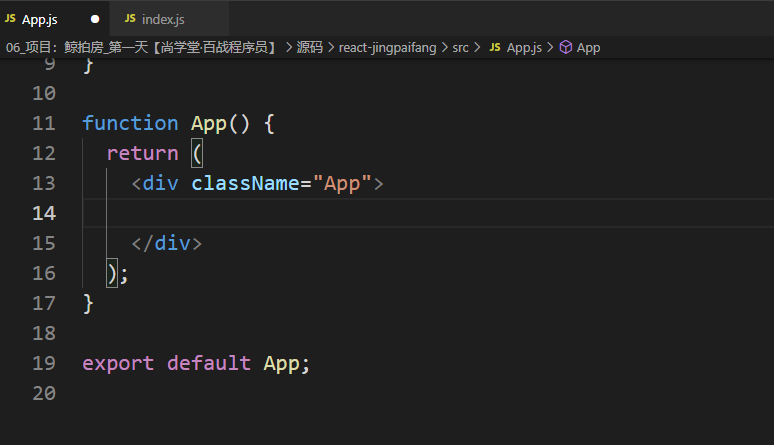 JS App.js ● JS index.js
06_项目：鲸拍房_第一天【尚学堂·百战程序员】 > 源码 > react-jingpaifang > src > JS App.js > App
9 }
10
11 function App() {
12 return (
13 <div className="App">
14
15 </div>
16 );
17 }
18
19 export default App;
20